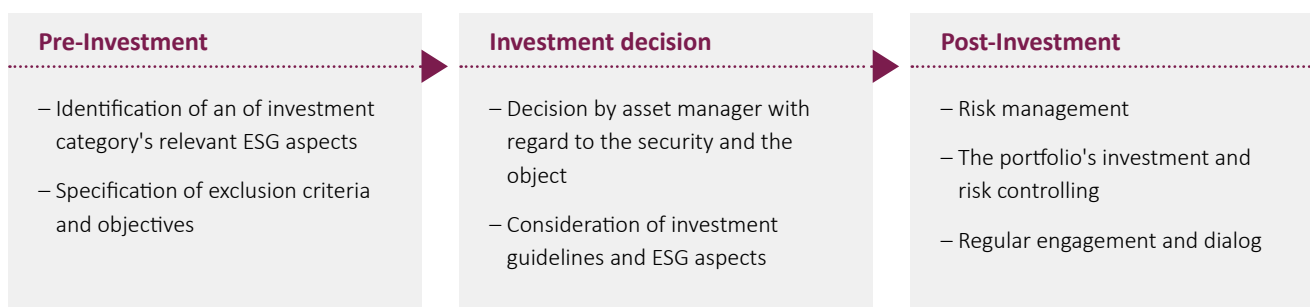 Pre-Investment
– Identification of an of investment
category's relevant ESG aspects
– Specification of exclusion criteria
and objectives
Investment decision
– Decision by asset manager with
regard to the security and the
object
– Consideration of investment
guidelines and ESG aspects
Post-Investment
– Risk management
– The portfolio's investment and
risk controlling
– Regular engagement and dialog